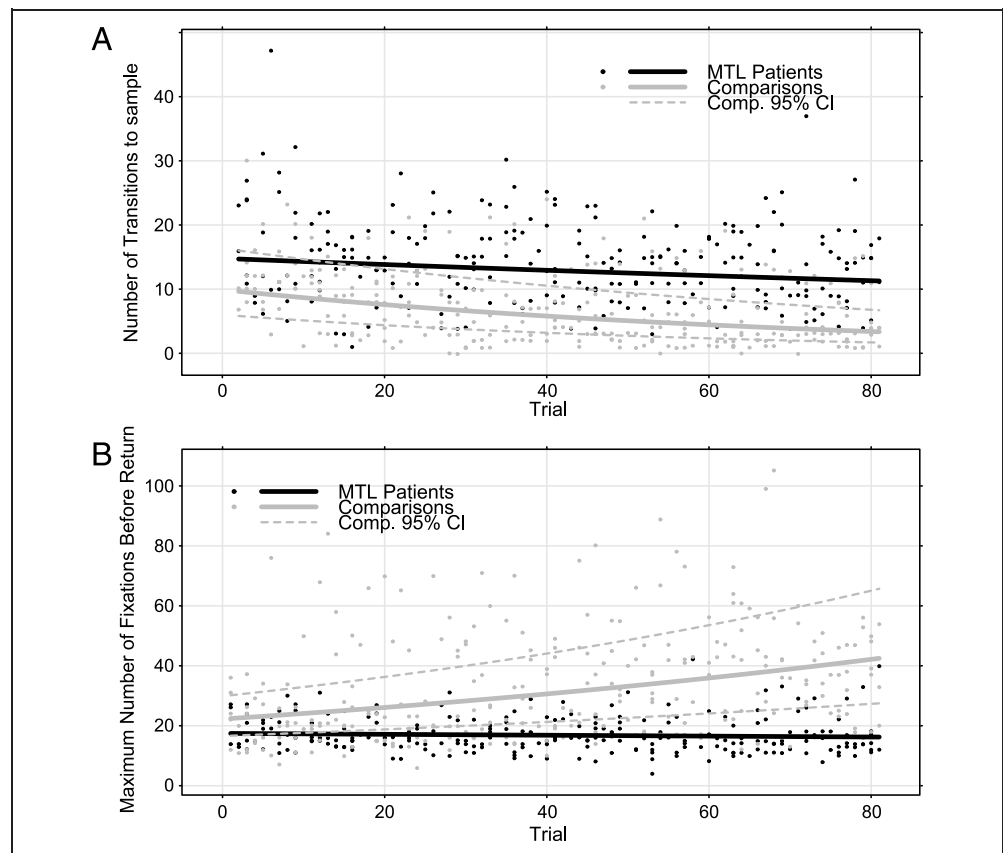 A
Number of Transitions to sample
40
30
20
10
0
MTL Patients
Comparisons
Comp. 95% CI
0 20 40 60 80
Trial
B
Maximum Number of Fixations Before Return
100
80
60
40
20
0
MTL Patients
Comparisons
Comp. 95% CI
0 20 40 60 80
Trial